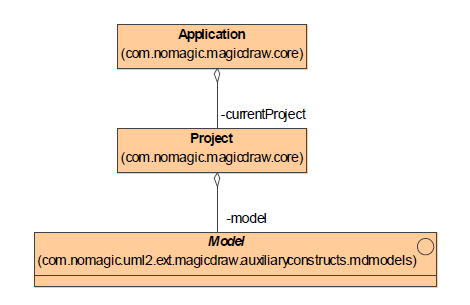 Application
(com.nomagic.magicdraw.core)
-currentProject
Project
(com.nomagic.magicdraw.core)
-model
Model
(com.nomagic.uml2.ext.magicdraw.auxiliaryconstructs.mdmodels)